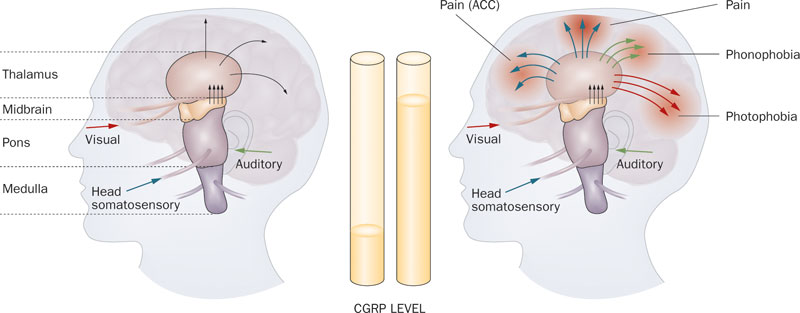 Thalamus
Midbrain
Pons
Medulla
Visual
Auditory
Head
somatosensory
CGRP LEVEL
Pain (ACC)
Pain
Phonophobia
Photophobia
Visual
Auditory
Head
somatosensory